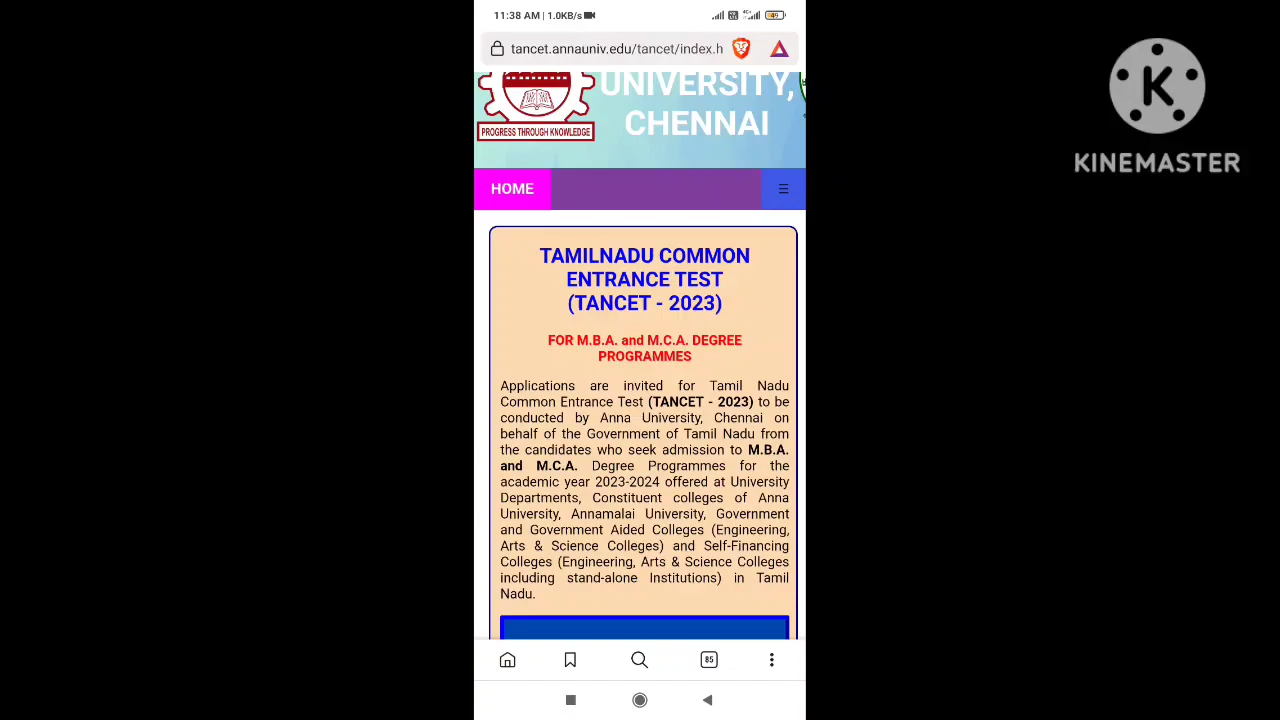 11:38 AM | 1.0KB/s
4G+
49
tancet.annauniv.edu/tancet/index.h
UNIVERSITY,
CHENNAI
PROGRESS THROUGH KNOWLEDGE
K
KINEMASTER
HOME
TAMILNADU COMMON
ENTRANCE TEST
(TANCET - 2023)
FOR M.B.A. and M.C.A. DEGREE
PROGRAMMES
Applications are invited for Tamil Nadu
Common Entrance Test (TANCET - 2023) to be
conducted by Anna University, Chennai on
behalf of the Government of Tamil Nadu from
the candidates who seek admission to M.B.A.
and M.C.A. Degree Programmes for the
academic year 2023-2024 offered at University
Departments, Constituent colleges of Anna
University, Annamalai University, Government
and Government Aided Colleges (Engineering,
Arts & Science Colleges) and Self-Financing
Colleges (Engineering, Arts & Science Colleges
including stand-alone Institutions) in Tamil
Nadu.
85